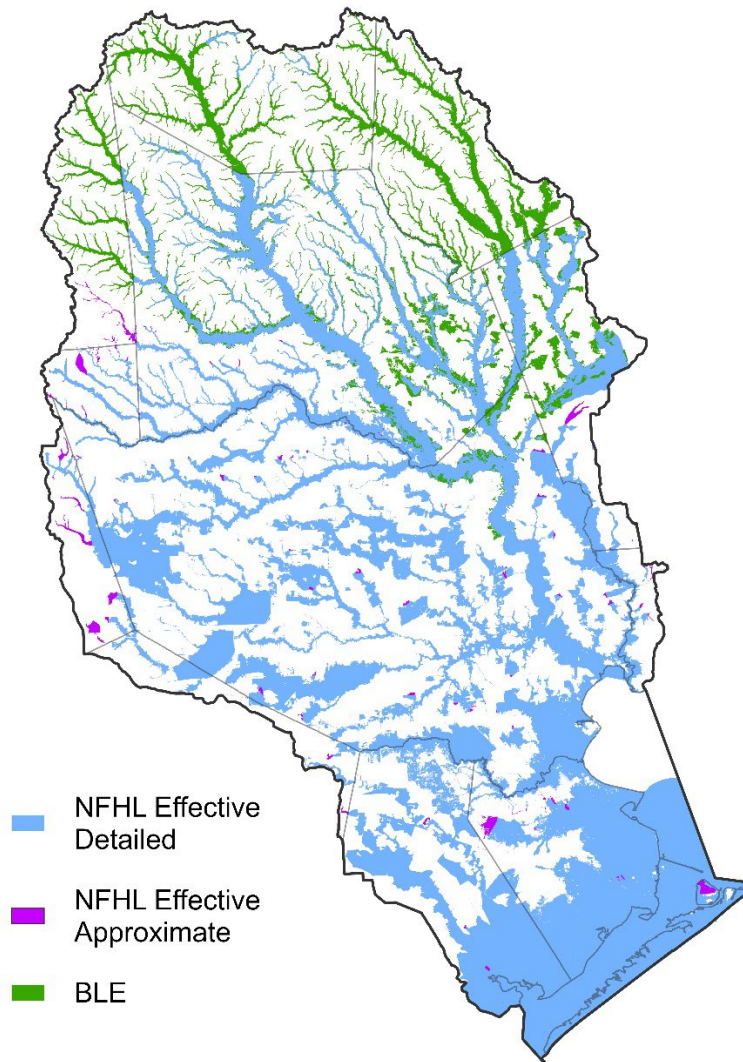 NFHL Effective
Detailed
NFHL Effective
Approximate
BLE